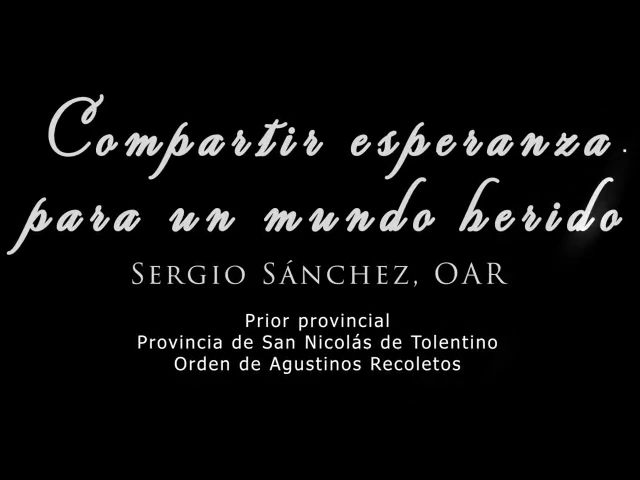 Compartir esperanza
para un mundo herido
Sergio Sánchez, OAR
Prior provincial
Provincia de San Nicolás de Tolentino
Orden de Agustinos Recoletos